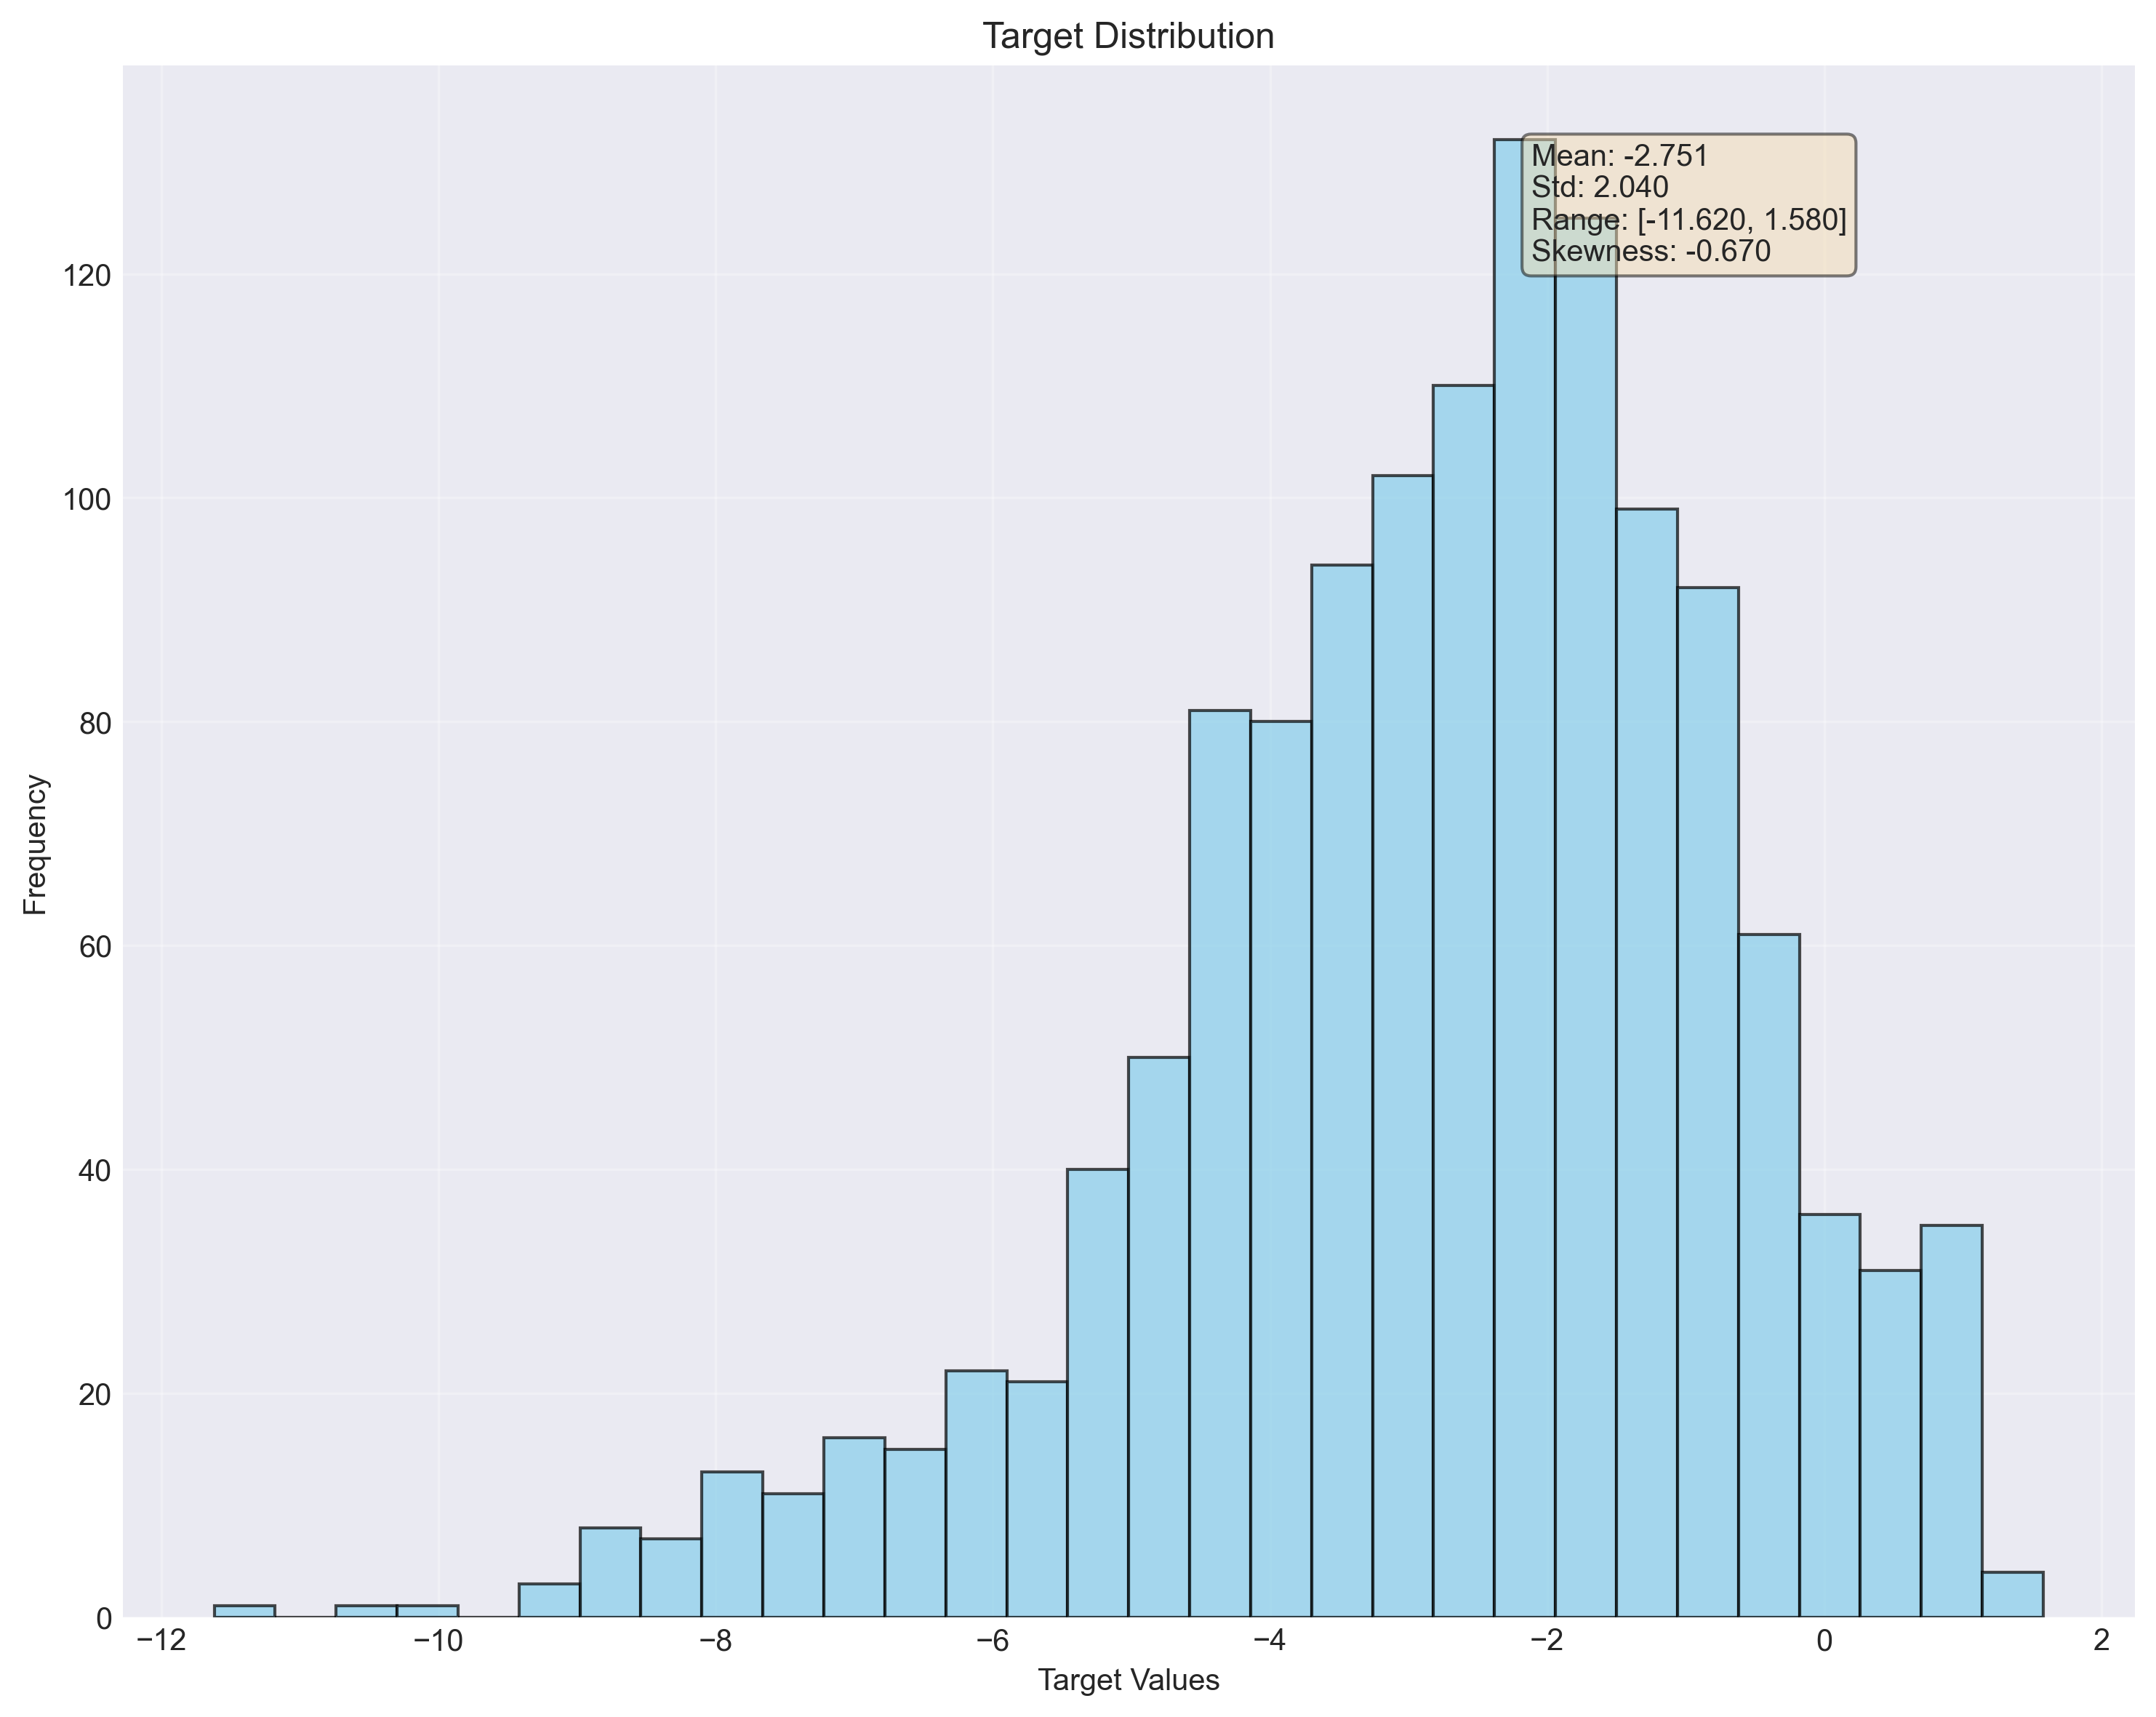 Target Distribution
Mean: -2.751
Std: 2.040
Range: [-11.620, 1.580]
Skewness: -0.670
120
100
80
60
40
20
0
Frequency
−12 −10 −8 −6 −4 −2 0 2
Target Values